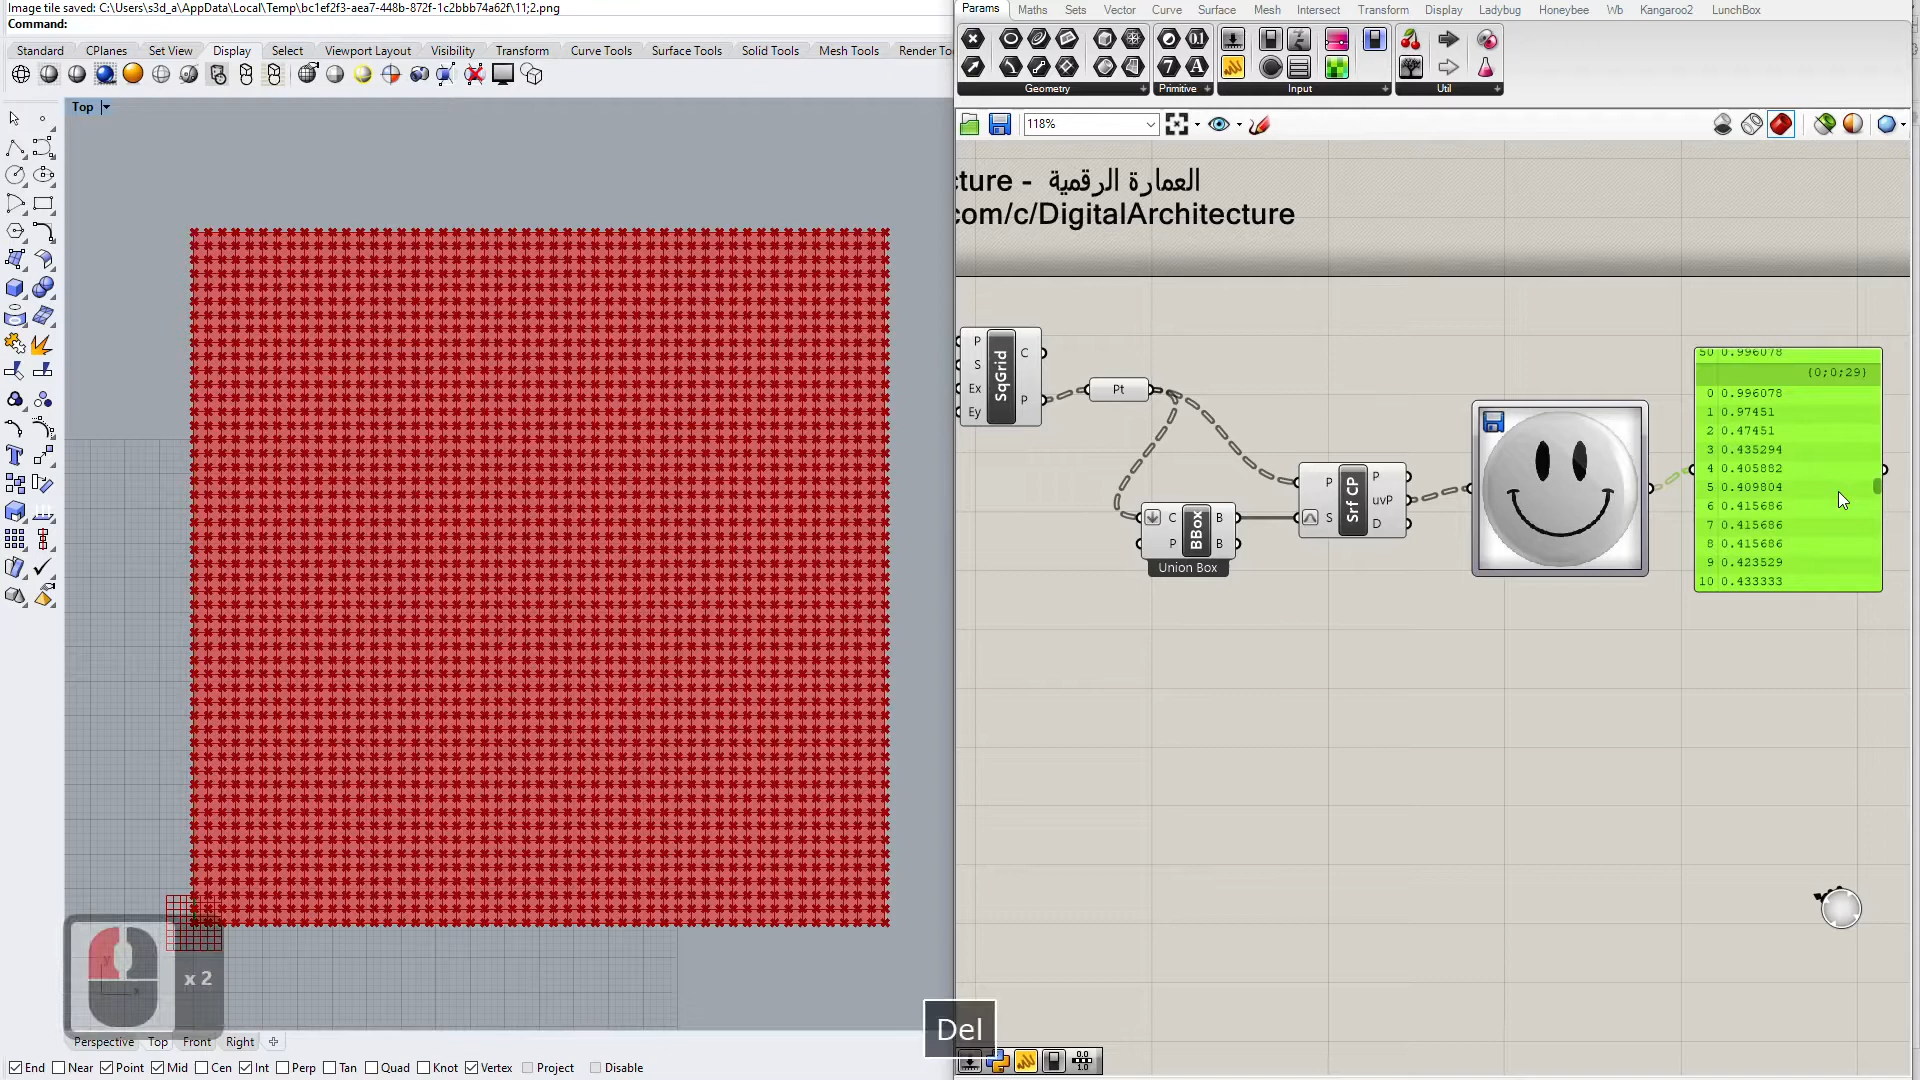 Image tile saved: C:\Users\s3d_a\AppData\Local\Temp\bc1ef2f3-aea7-448b-872f-1c2bbb74a62f\11;2.png
Command:
Standard CPlanes Set View Display Select Viewport Layout Visibility Transform Curve Tools Surface Tools Solid Tools Mesh Tools Render To
Top
Params Maths Sets Vector Curve Surface Mesh Intersect Transform Display Ladybug Honeybee Wb Kangaroo2 LunchBox
Geometry Primitive Input Util
118%
cture - العمارة الرقمية
com/c/DigitalArchitecture
P S Ex Ey SqGrid C P
Pt
C P BBox B B
Union Box
P S Srf CP P uvP D
50 0.996078
{0;0;29}
0 0.996078
1 0.97451
2 0.47451
3 0.435294
4 0.405882
5 0.409804
6 0.415686
7 0.415686
8 0.415686
9 0.423529
10 0.433333
x 2
Del
Perspective Top Front Right
End Near Point Mid Cen Int Perp Tan Quad Knot Vertex Project Disable